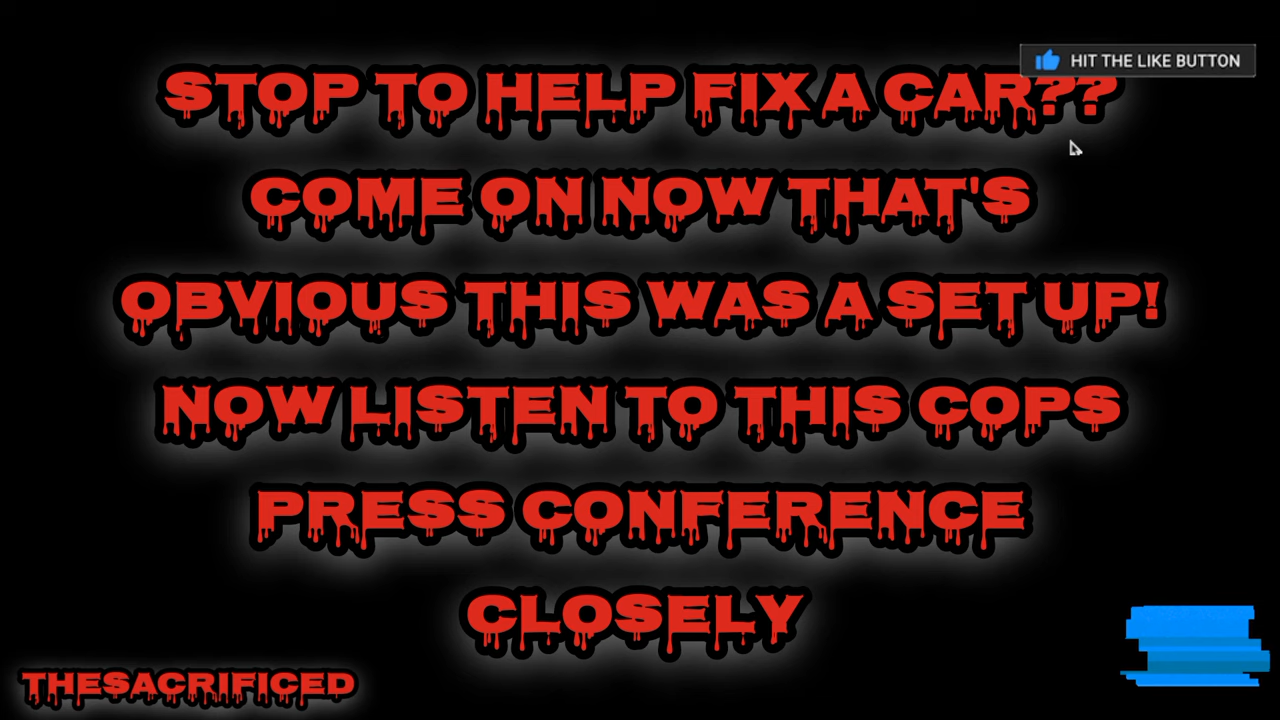 HIT THE LIKE BUTTON
STOP TO HELP FIX A CAR??
COME ON NOW THAT'S
OBVIOUS THIS WAS A SET UP!
NOW LISTEN TO THIS COPS
PRESS CONFERENCE
CLOSELY
THESACRIFICED